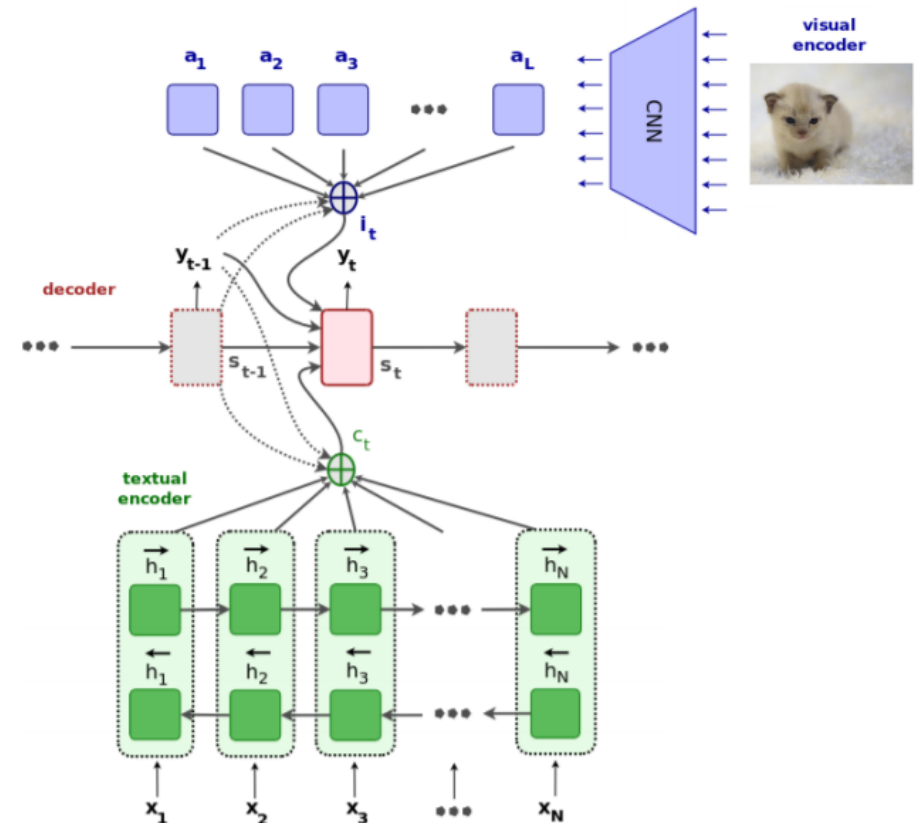 visual
encoder
a1 a2 a3 ... aL
CNN
it
yt-1 yt
decoder
... st-1 st ...
ct
textual
encoder
→h1 →h2 →h3 →hN
...
←h1 ←h2 ←h3 ←hN
...
x1 x2 x3 ... xN